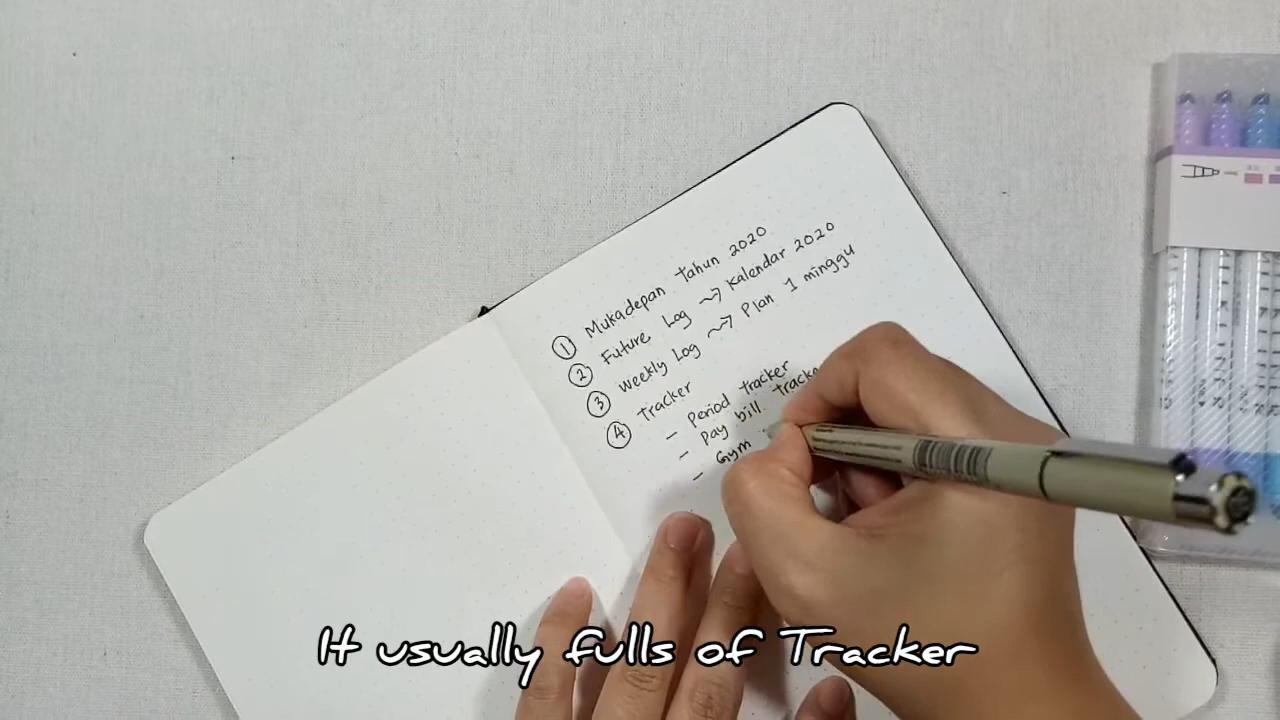 ① Mukadepan tahun 2020
② Future Log ~> Kalendar 2020
③ Weekly Log ~> Plan 1 minggu
④ Tracker
– Period tracker
– Pay bill tracke
– Gym
It usually fulls of Tracker